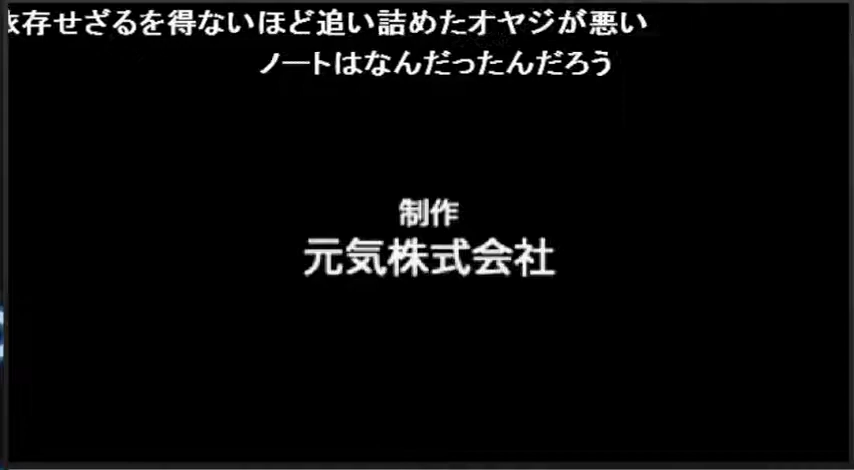 依存せざるを得ないほど追い詰めたオヤジが悪い
ノートはなんだったんだろう
制作
元気株式会社